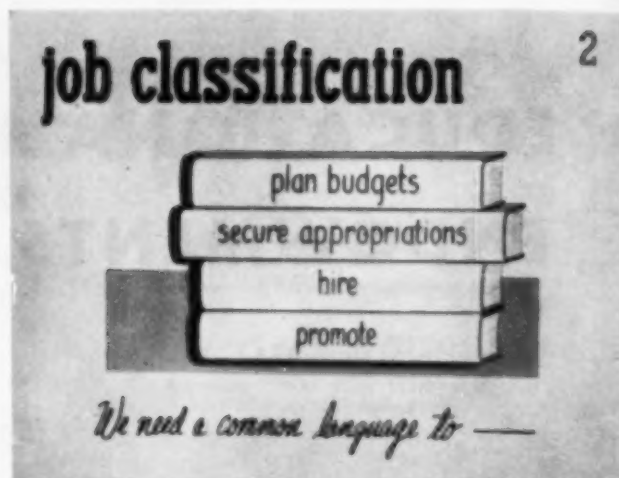 job classification
2
plan budgets
secure appropriations
hire
promote
We need a common language to ——